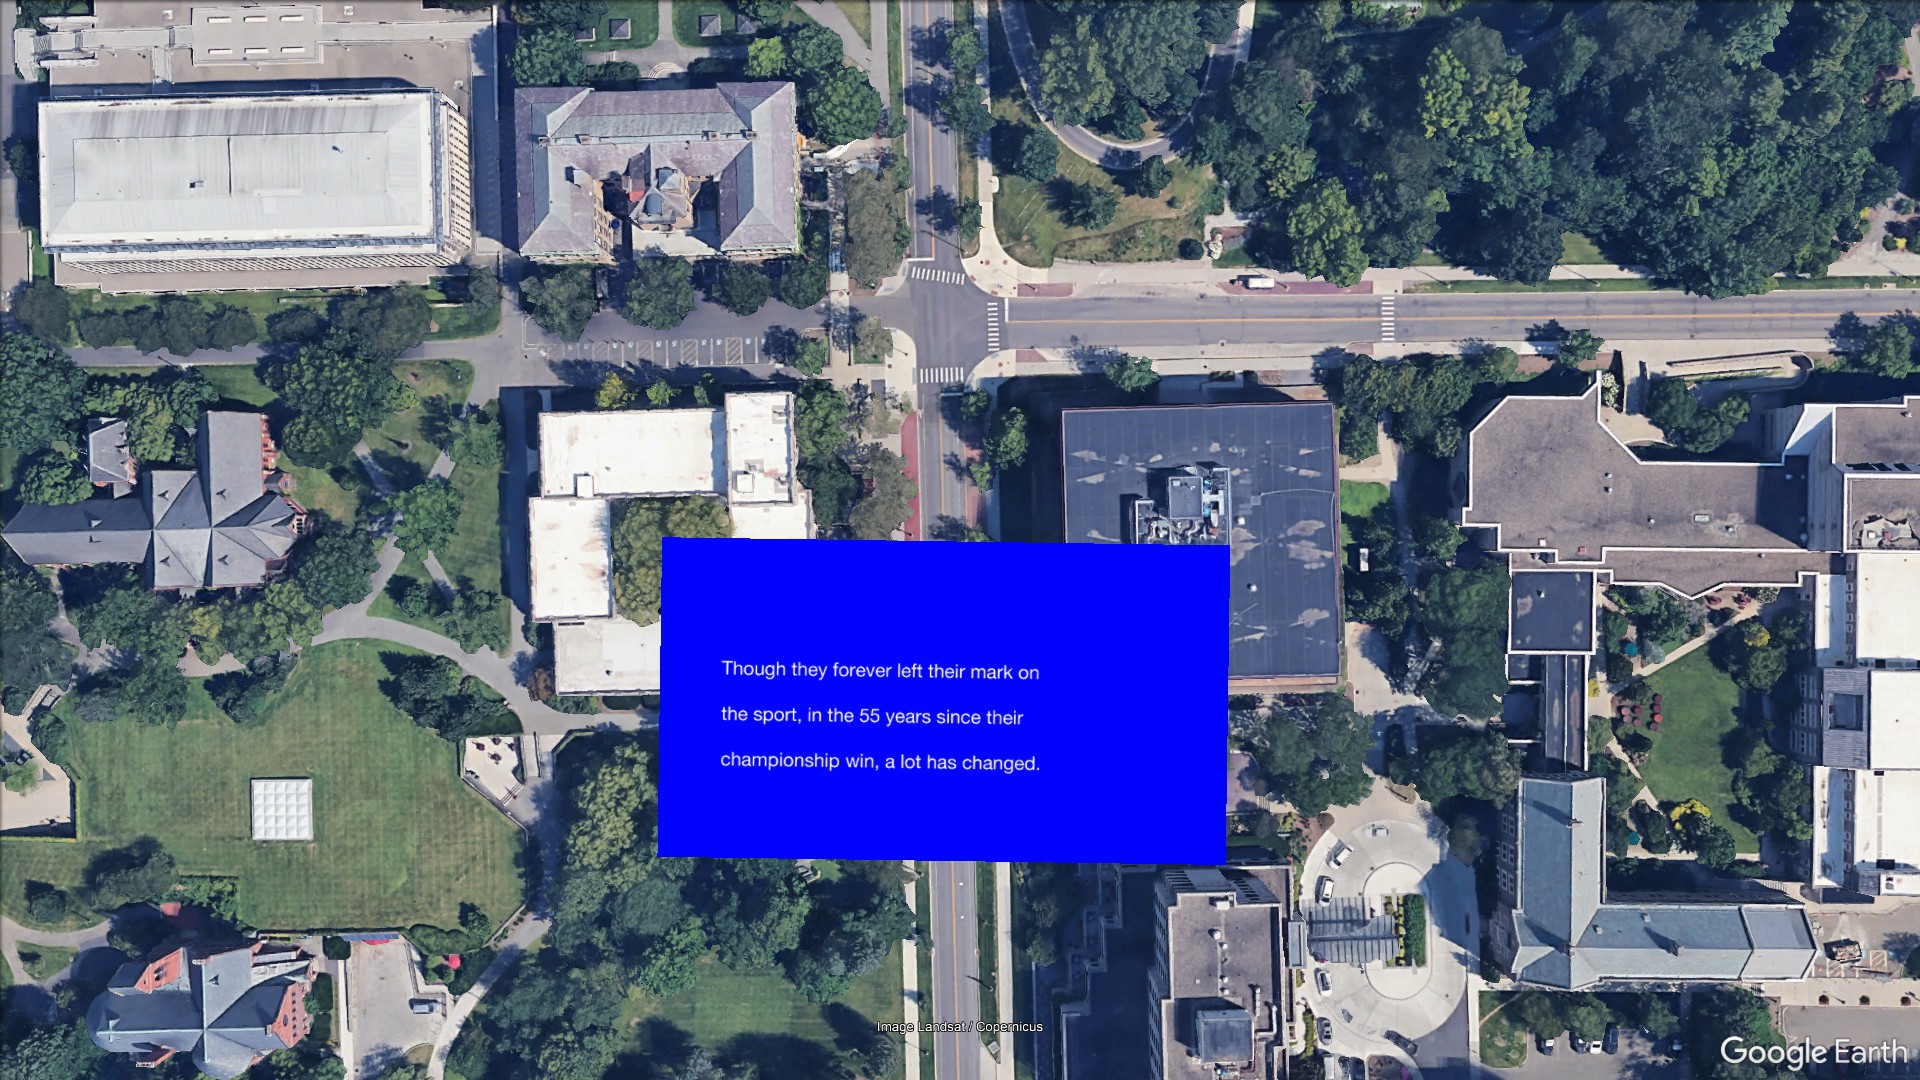 Though they forever left their mark on
the sport, in the 55 years since their
championship win, a lot has changed.
Image Landsat / Copernicus
Google Earth